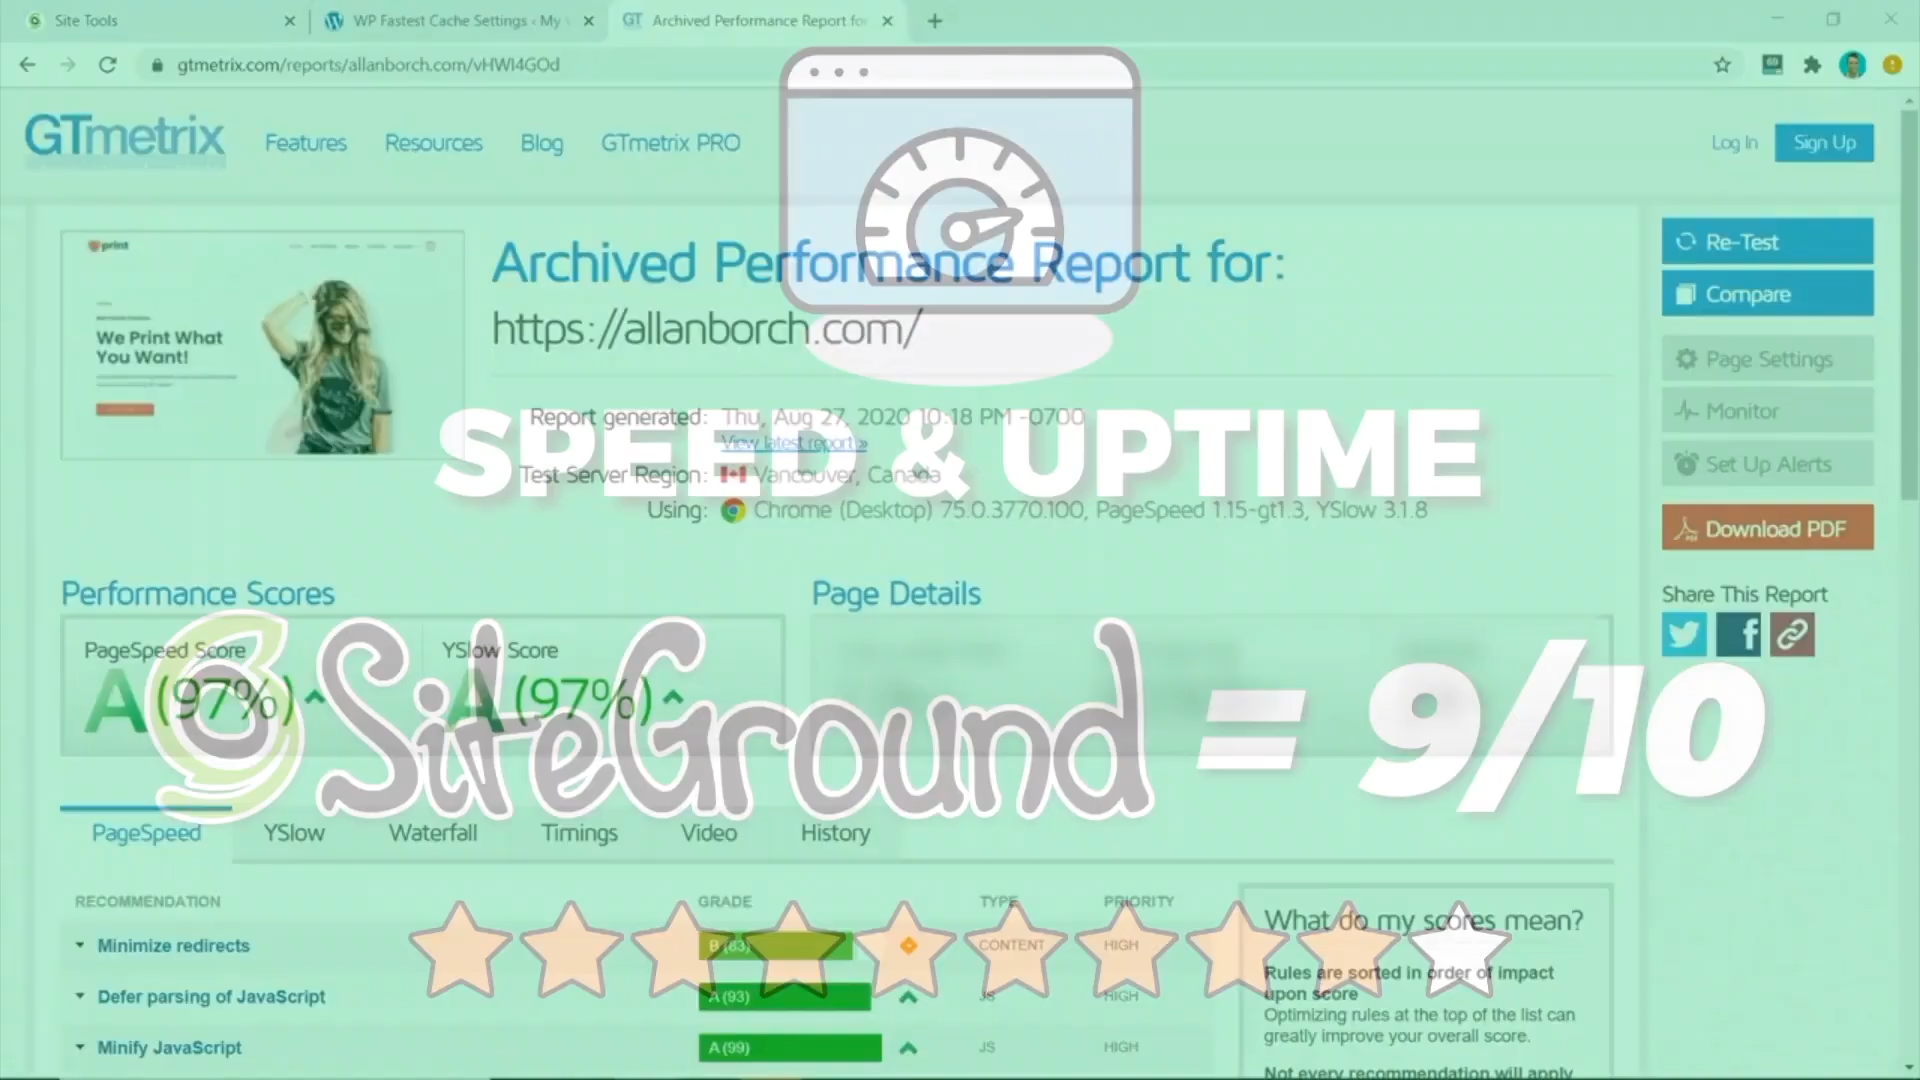 Site Tools
WP Fastest Cache Settings ‹ My
GT Archived Performance Report for
gtmetrix.com/reports/allanborch.com/vHWI4GOd
GTmetrix
Features
Resources
Blog
GTmetrix PRO
Log In
Sign Up
print
We Print What
You Want!
Archived Performance Report for:
https://allanborch.com/
Re-Test
Compare
Page Settings
Monitor
Set Up Alerts
Download PDF
Report generated: Thu, Aug 27, 2020 10:18 PM -0700
View latest report »
Test Server Region: Vancouver, Canada
Using: Chrome (Desktop) 75.0.3770.100, PageSpeed 1.15-gt1.3, YSlow 3.1.8
SPEED & UPTIME
Share This Report
Performance Scores
Page Details
PageSpeed Score
YSlow Score
A (97%)
A (97%)
SiteGround = 9/10
PageSpeed
YSlow
Waterfall
Timings
Video
History
RECOMMENDATION
GRADE
TYPE
PRIORITY
Minimize redirects
B (83)
CONTENT
HIGH
Defer parsing of JavaScript
A (93)
JS
HIGH
Minify JavaScript
A (99)
JS
HIGH
What do my scores mean?
Rules are sorted in order of impact
upon score
Optimizing rules at the top of the list can
greatly improve your overall score.
Not every recommendation will apply